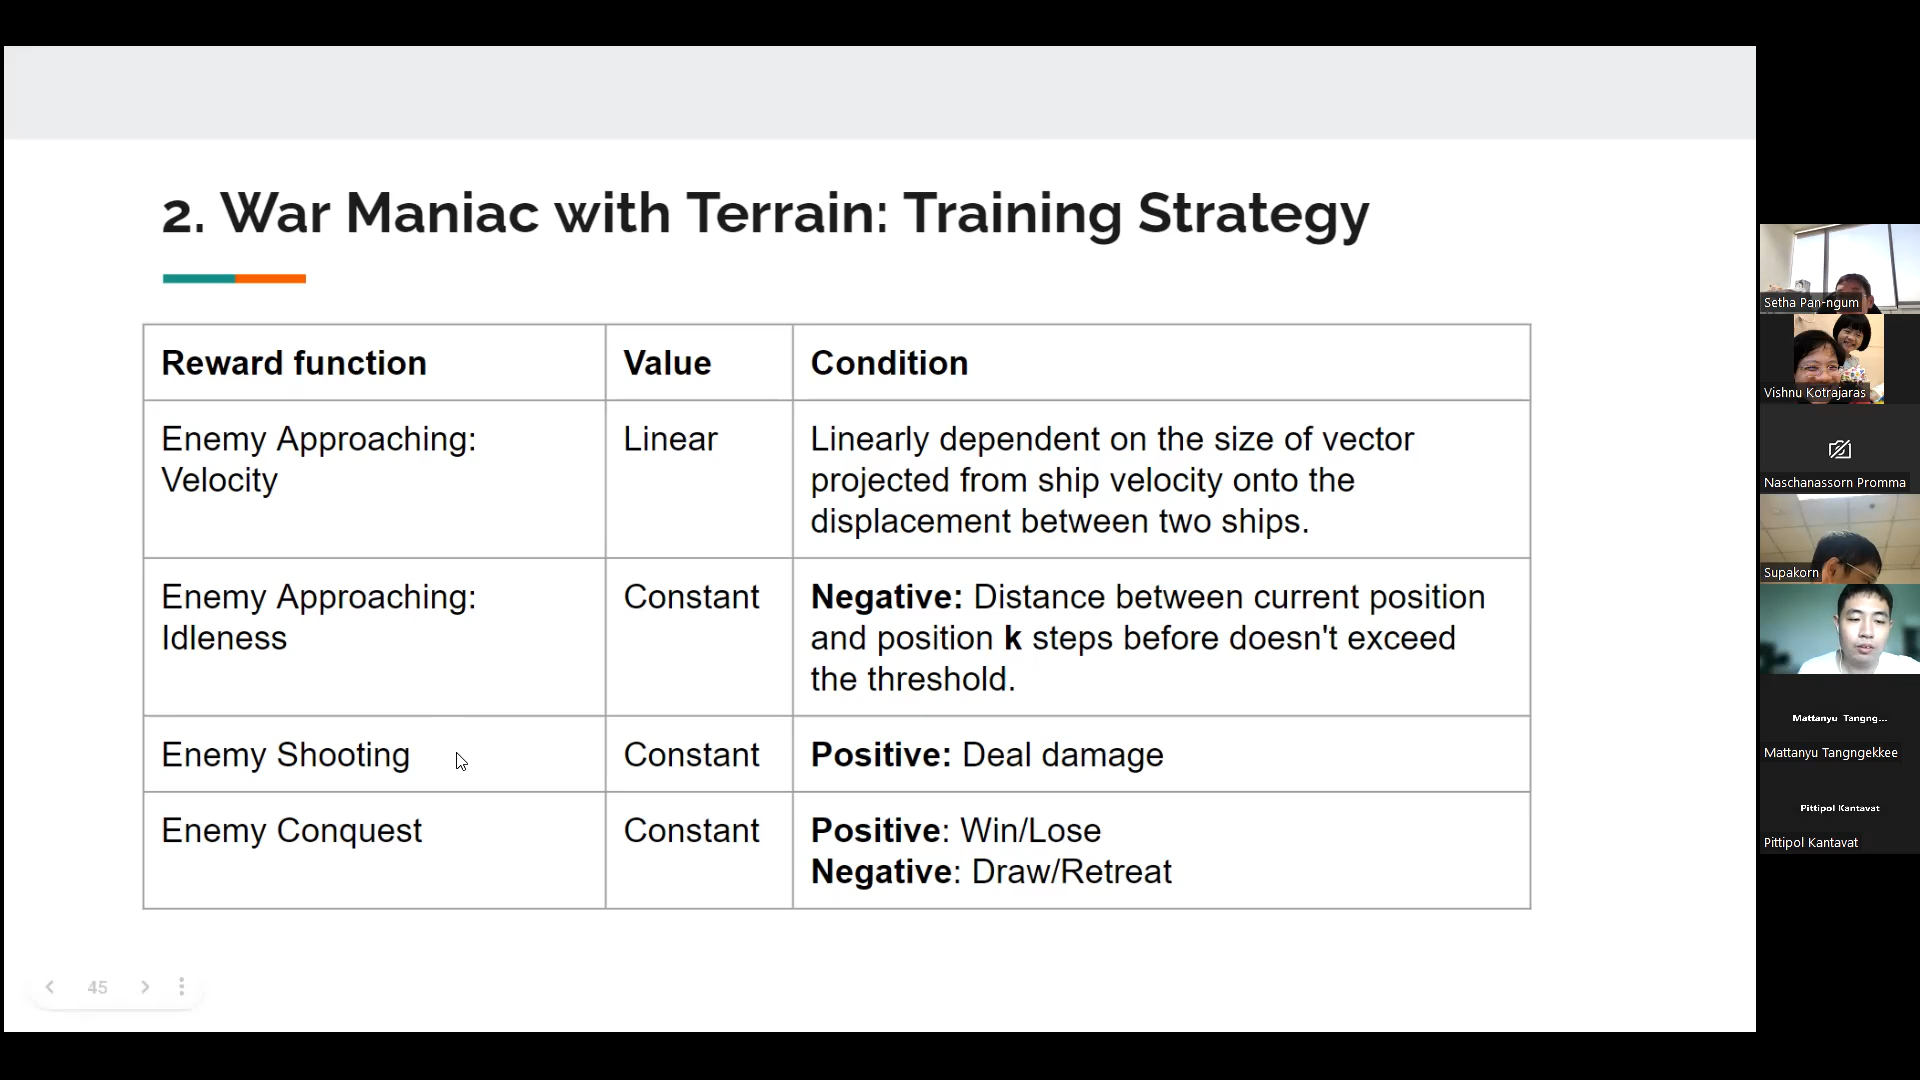 2. War Maniac with Terrain: Training Strategy
Reward function
Value
Condition
Enemy Approaching:
Velocity
Linear
Linearly dependent on the size of vector
projected from ship velocity onto the
displacement between two ships.
Enemy Approaching:
Idleness
Constant
Negative: Distance between current position
and position k steps before doesn't exceed
the threshold.
Enemy Shooting
Constant
Positive: Deal damage
Enemy Conquest
Constant
Positive: Win/Lose
Negative: Draw/Retreat
45
Setha Pan-ngum
Vishnu Kotrajaras
Naschanassorn Promma
Supakorn
Mattanyu Tangng...
Mattanyu Tangngekkee
Pittipol Kantavat
Pittipol Kantavat